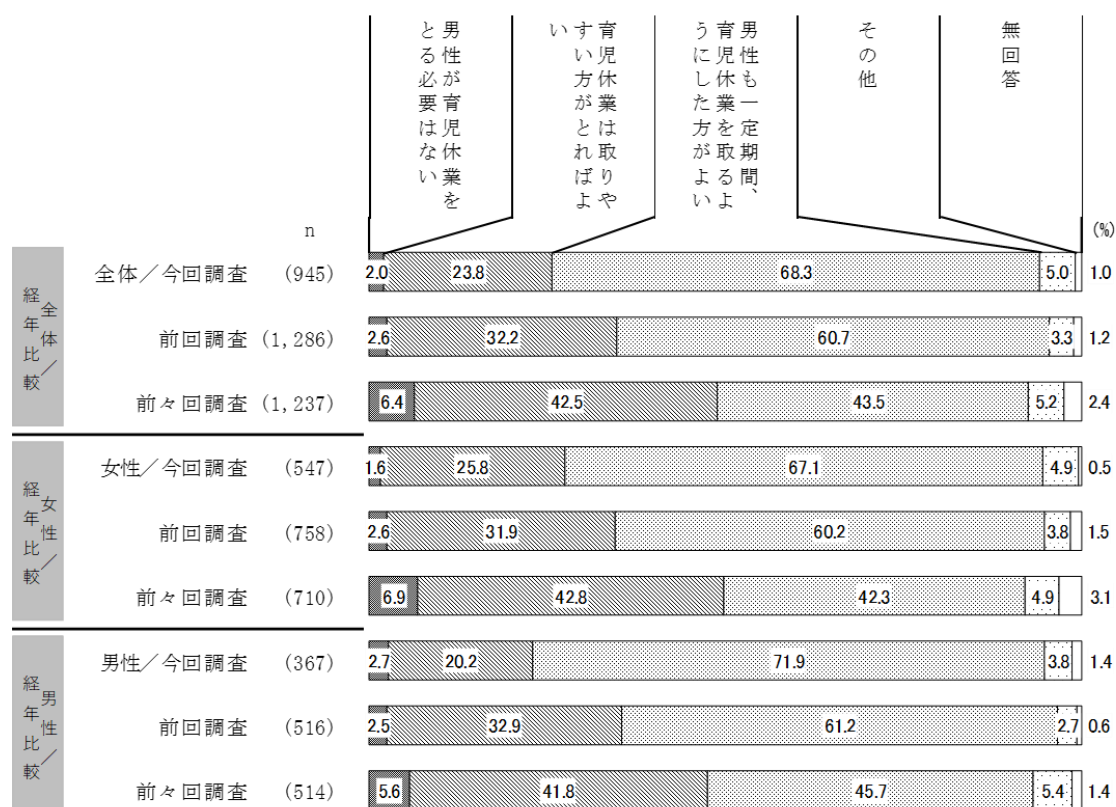 男性が育児休業を
とる必要はない
育児休業は取りや
すい方がとればよ
い
男性も一定期間、
育児休業を取るよ
うにした方がよい
その他
無回答
n
(%)
全体／
経年比較
全体／今回調査 (945) 2.0 23.8 68.3 5.0 1.0
前回調査 (1,286) 2.6 32.2 60.7 3.3 1.2
前々回調査 (1,237) 6.4 42.5 43.5 5.2 2.4
女性／
経年比較
女性／今回調査 (547) 1.6 25.8 67.1 4.9 0.5
前回調査 (758) 2.6 31.9 60.2 3.8 1.5
前々回調査 (710) 6.9 42.8 42.3 4.9 3.1
男性／
経年比較
男性／今回調査 (367) 2.7 20.2 71.9 3.8 1.4
前回調査 (516) 2.5 32.9 61.2 2.7 0.6
前々回調査 (514) 5.6 41.8 45.7 5.4 1.4